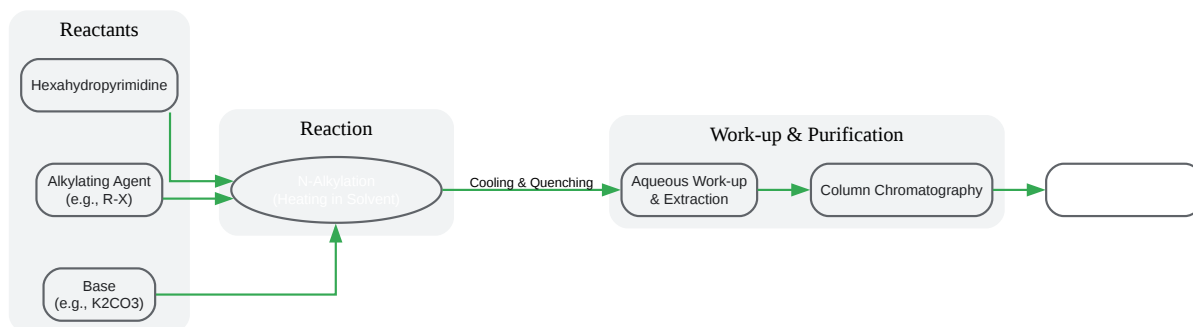 Reactants
Hexahydropyrimidine
Alkylating Agent
(e.g., R-X)
Base
(e.g., K2CO3)
Reaction
N-Alkylation
(Heating in Solvent)
Cooling & Quenching
Work-up & Purification
Aqueous Work-up
& Extraction
Column Chromatography